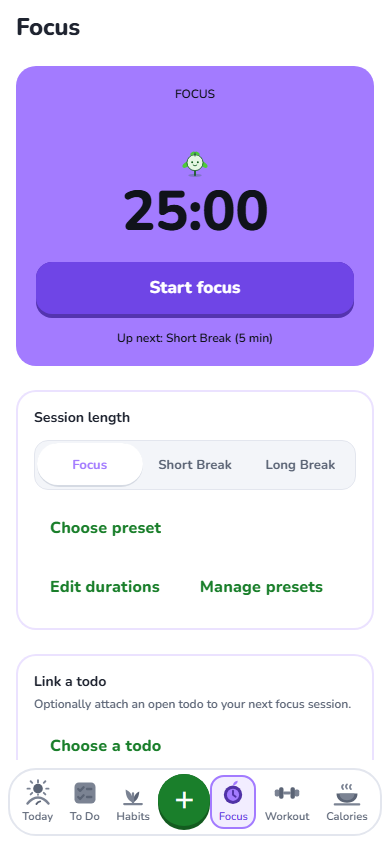 Focus
FOCUS
25:00
Start focus
Up next: Short Break (5 min)
Session length
Focus Short Break Long Break
Choose preset
Edit durations Manage presets
Link a todo
Optionally attach an open todo to your next focus session.
Choose a todo
Today To Do Habits + Focus Workout Calories